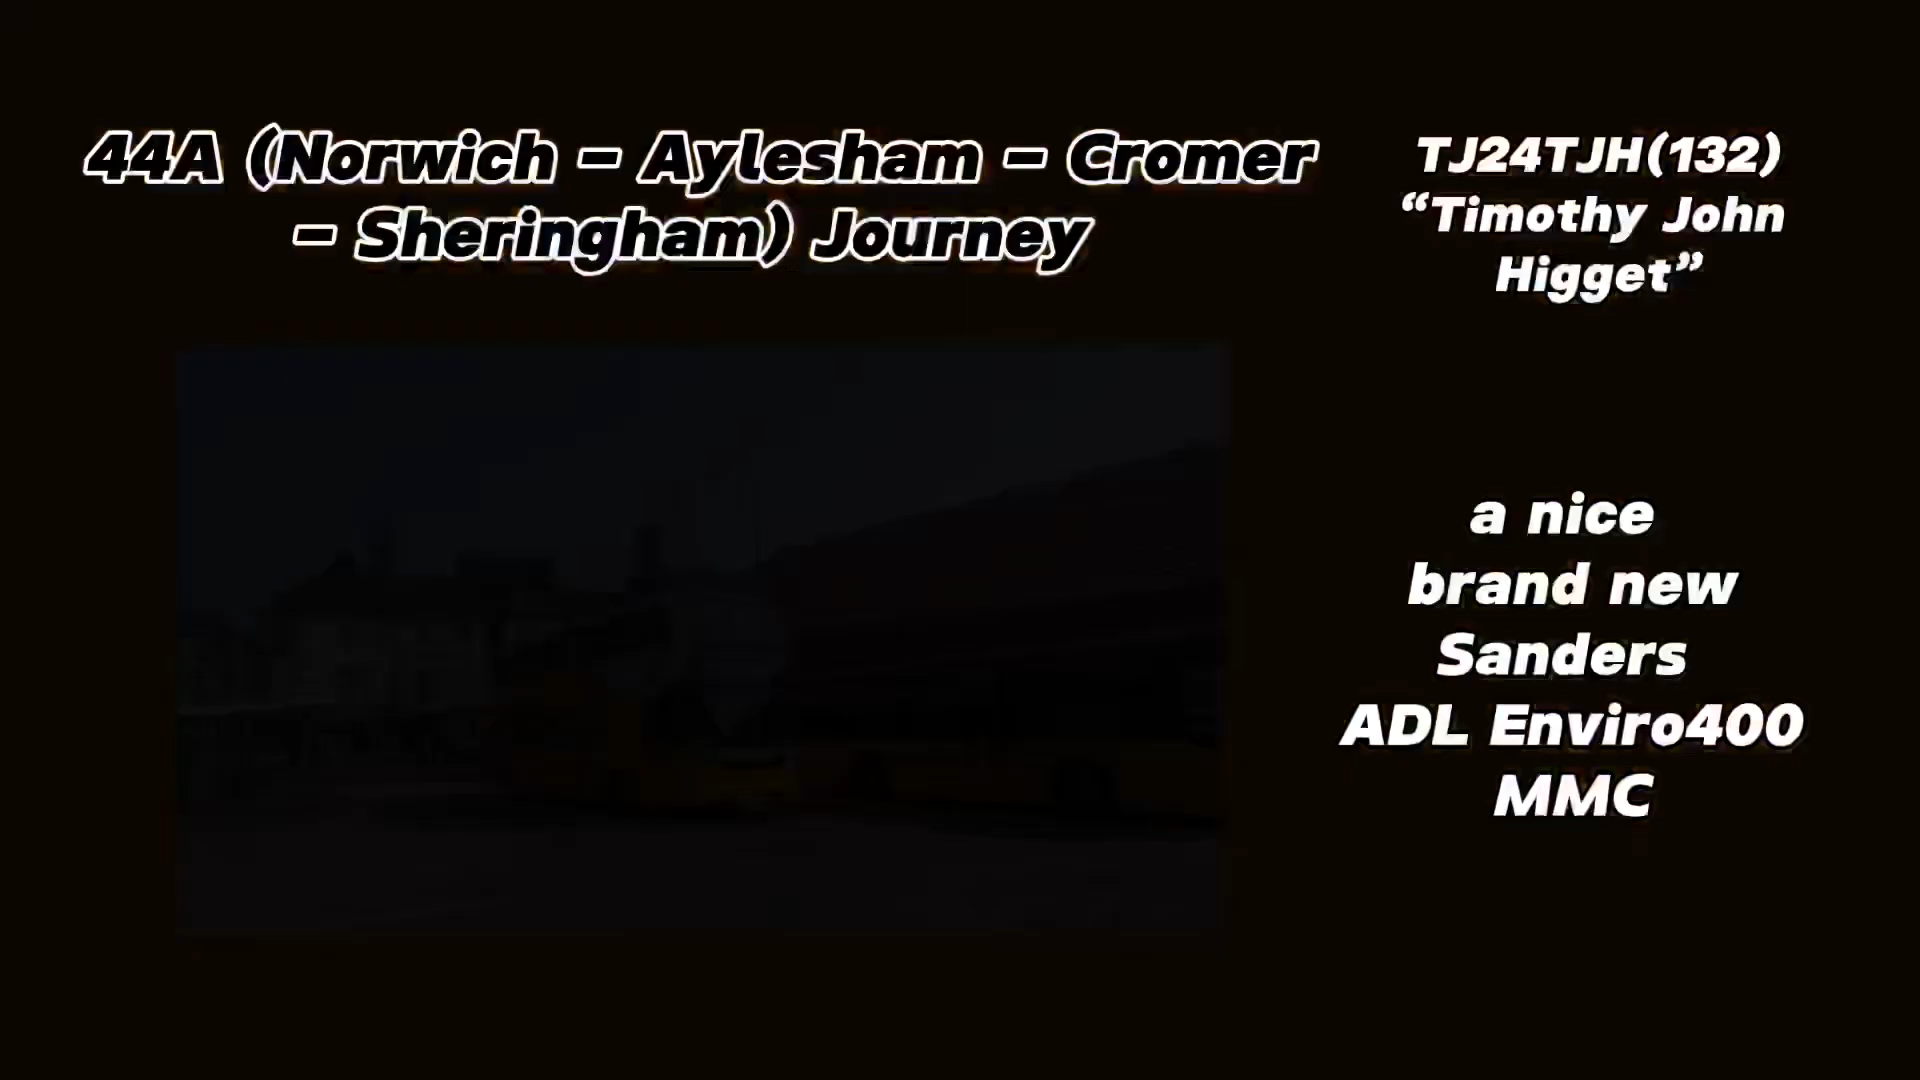 44A (Norwich - Aylesham - Cromer
- Sheringham) Journey
TJ24TJH(132)
“Timothy John
Higget”
a nice
brand new
Sanders
ADL Enviro400
MMC